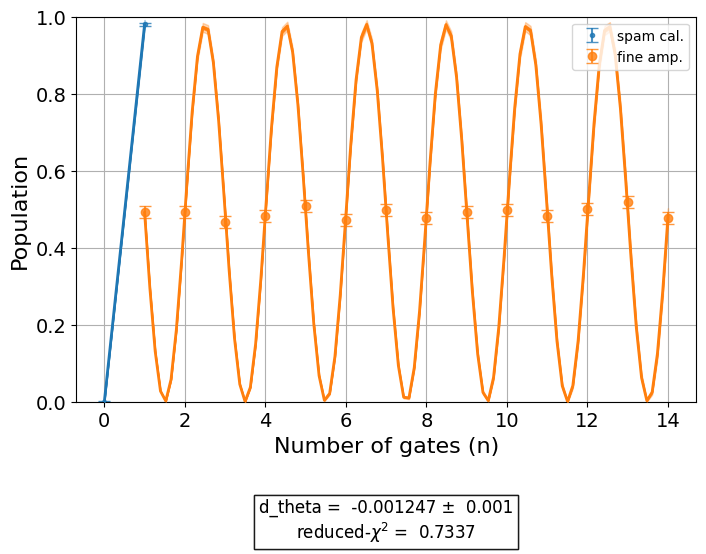 1.0
0.8
0.6
0.4
0.2
0.0
Population
spam cal.
fine amp.
0 2 4 6 8 10 12 14
Number of gates (n)
d_theta = -0.001247 ± 0.001
reduced-χ² = 0.7337